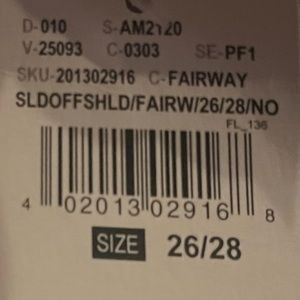 D-010 S-AM2120
V-25093 C-0303 SE-PF1
SKU-201302916 C-FAIRWAY
SLDOFFSHLD/FAIRW/26/28/NO
FL_136
4 02013 02916 8
SIZE 26/28